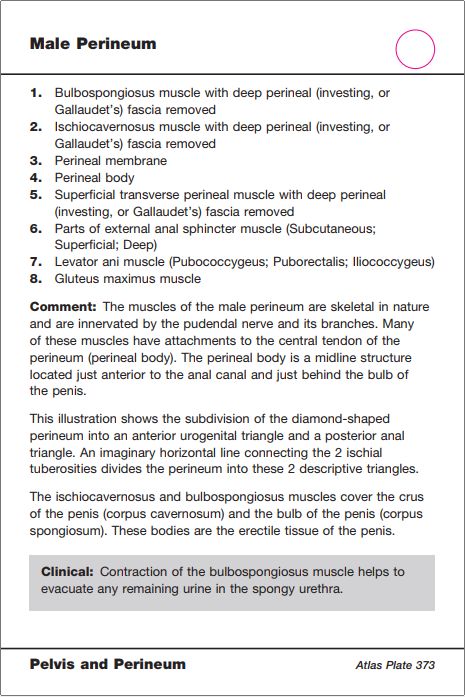 Male Perineum
1. Bulbospongiosus muscle with deep perineal (investing, or
Gallaudet's) fascia removed
2. Ischiocavernosus muscle with deep perineal (investing, or
Gallaudet's) fascia removed
3. Perineal membrane
4. Perineal body
5. Superficial transverse perineal muscle with deep perineal
(investing, or Gallaudet's) fascia removed
6. Parts of external anal sphincter muscle (Subcutaneous;
Superficial; Deep)
7. Levator ani muscle (Pubococcygeus; Puborectalis; Iliococcygeus)
8. Gluteus maximus muscle
Comment: The muscles of the male perineum are skeletal in nature
and are innervated by the pudendal nerve and its branches. Many
of these muscles have attachments to the central tendon of the
perineum (perineal body). The perineal body is a midline structure
located just anterior to the anal canal and just behind the bulb of
the penis.
This illustration shows the subdivision of the diamond-shaped
perineum into an anterior urogenital triangle and a posterior anal
triangle. An imaginary horizontal line connecting the 2 ischial
tuberosities divides the perineum into these 2 descriptive triangles.
The ischiocavernosus and bulbospongiosus muscles cover the crus
of the penis (corpus cavernosum) and the bulb of the penis (corpus
spongiosum). These bodies are the erectile tissue of the penis.
Clinical: Contraction of the bulbospongiosus muscle helps to
evacuate any remaining urine in the spongy urethra.
Pelvis and Perineum
Atlas Plate 373